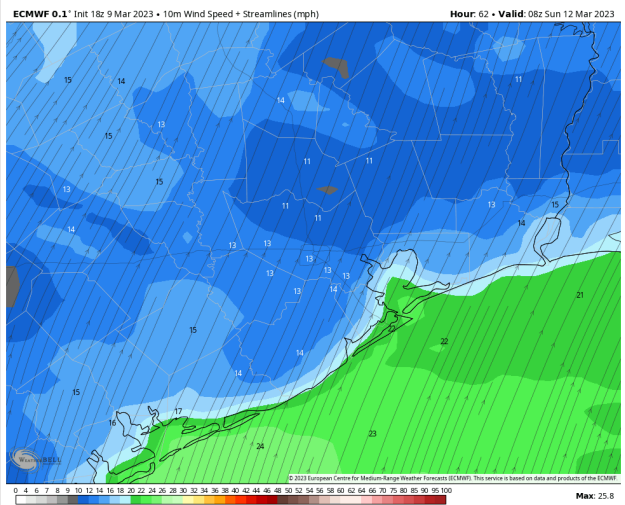 ECMWF 0.1° Init 18z 9 Mar 2023 • 10m Wind Speed + Streamlines (mph) Hour: 62 • Valid: 08z Sun 12 Mar 2023
15 14 11
14
13
15
11 11
15
13 13
11 15
14 11 14
13 13
13
13 13 13
13 14 21
15 22
22
14
14
15
17
16
23
24
WeatherBELL
© 2023 European Centre for Medium-Range Weather Forecasts (ECMWF). This service is based on data and products of the ECMWF.
0 4 6 7 8 9 10 12 14 16 18 20 22 24 26 28 30 32 34 36 38 40 42 44 46 48 50 52 54 56 58 60 62 64 66 70 75 80 85 90 95 100 Max: 25.8